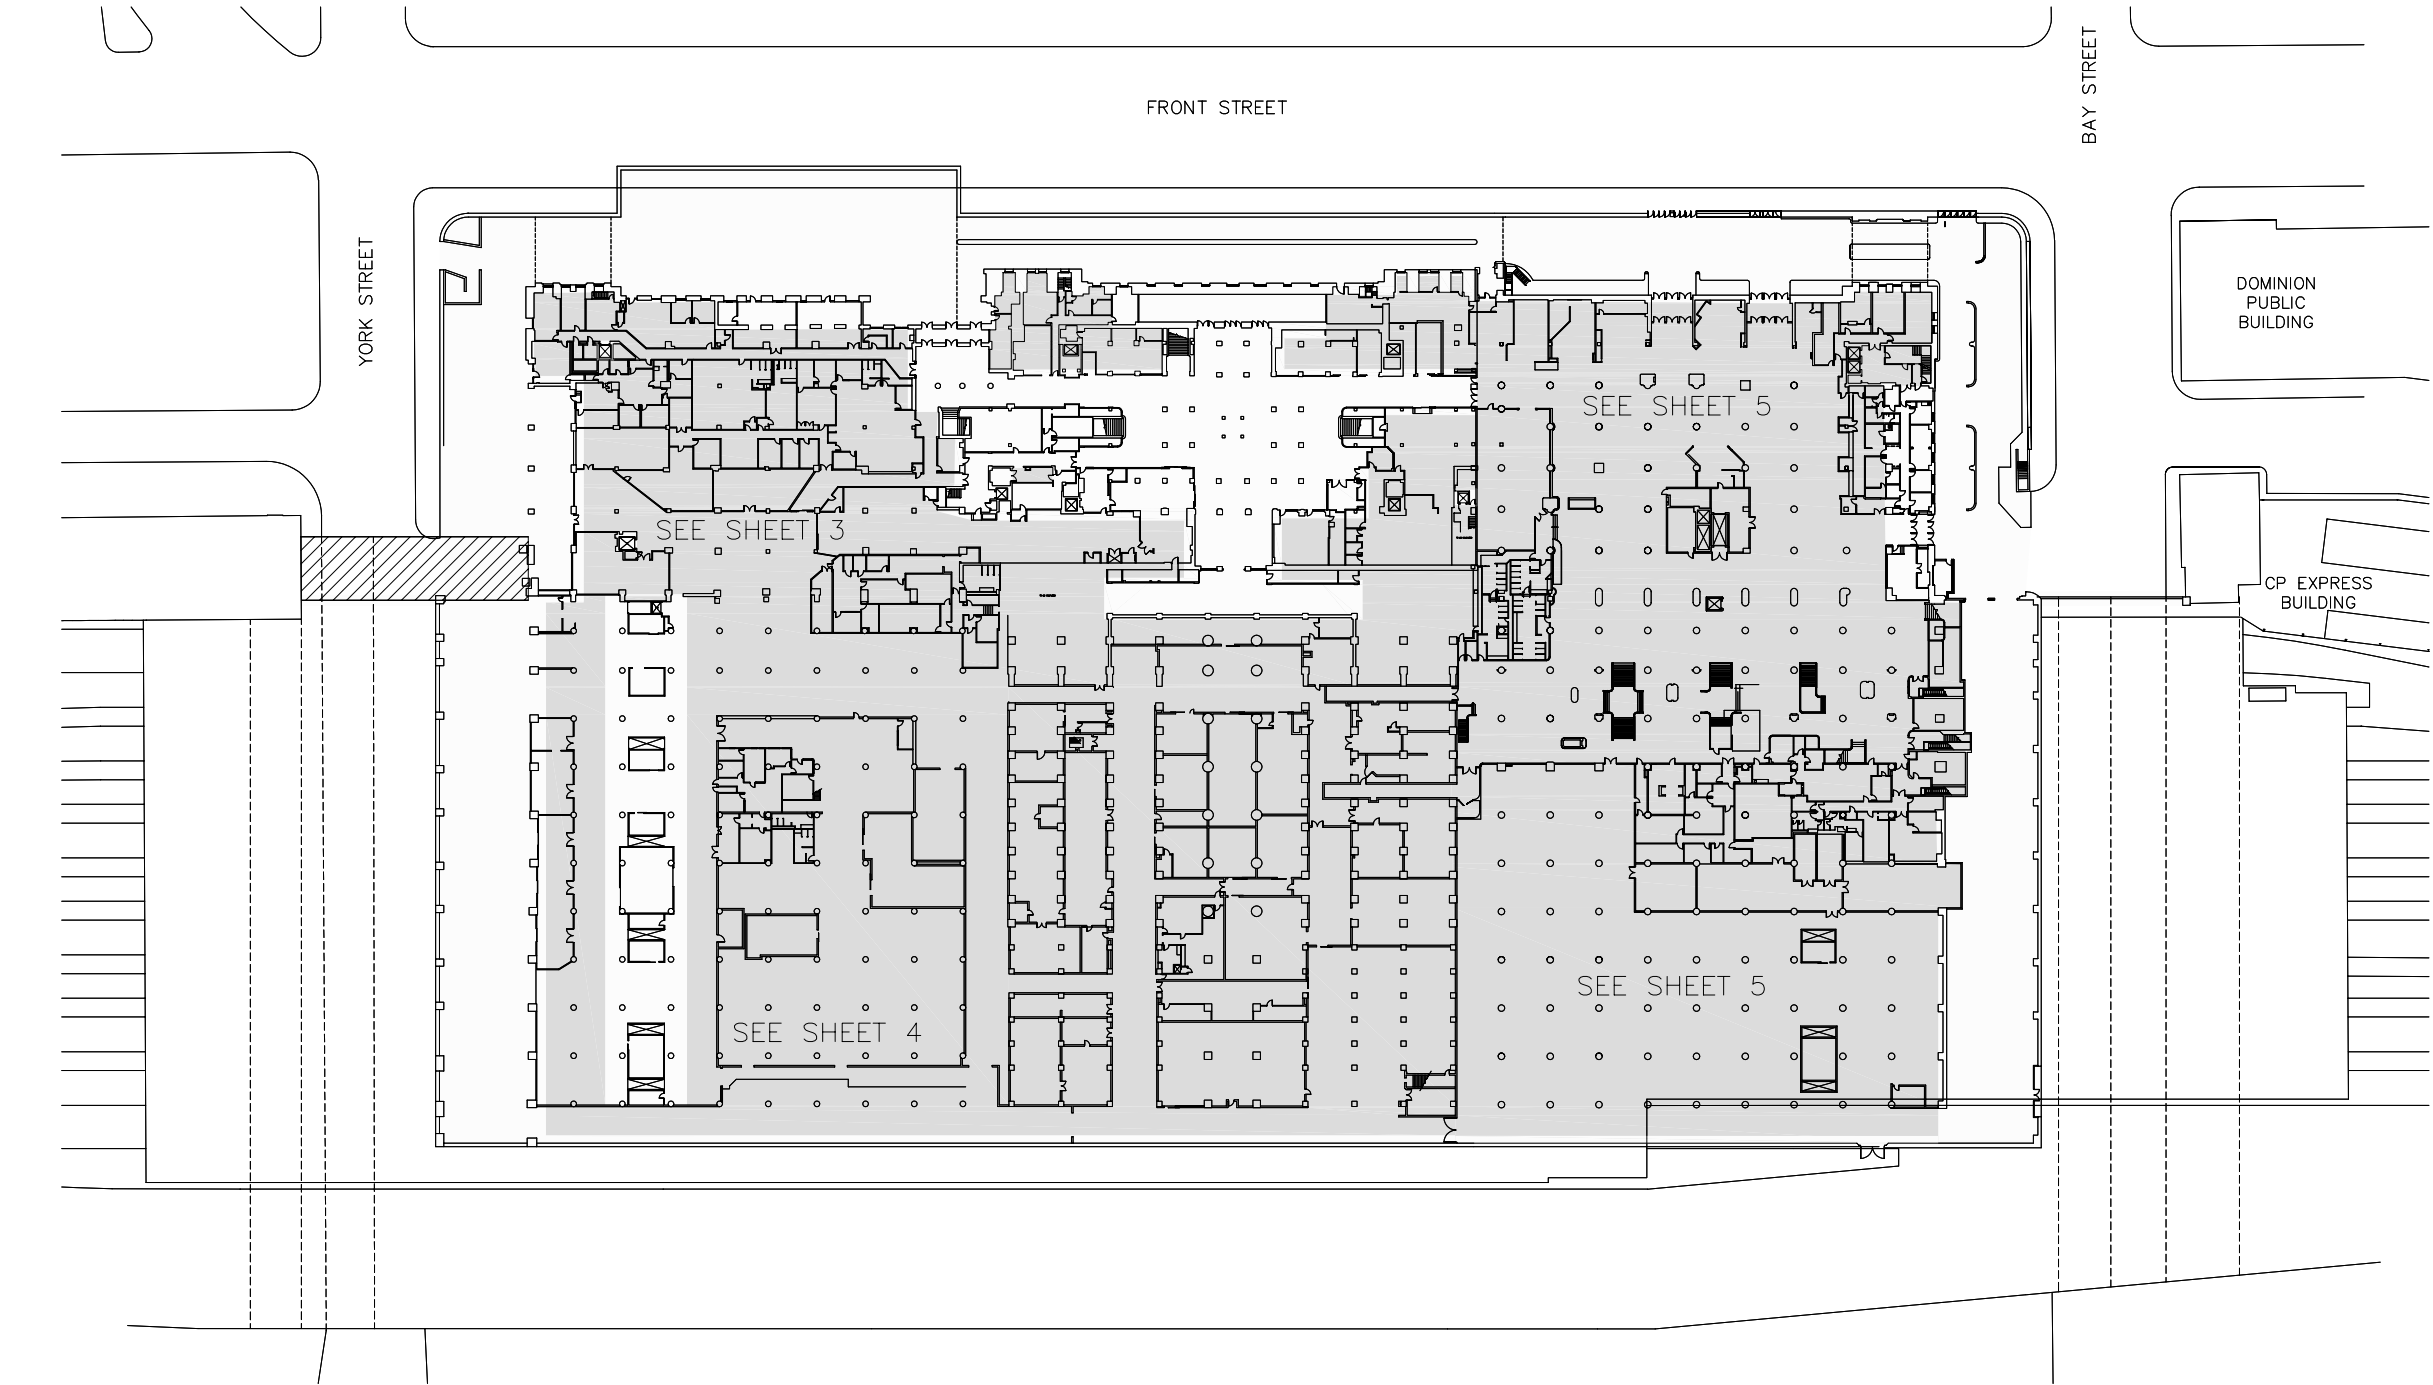 FRONT STREET
BAY STREET
YORK STREET
DOMINION
PUBLIC
BUILDING
SEE SHEET 5
SEE SHEET 3
CP EXPRESS
BUILDING
SEE SHEET 5
SEE SHEET 4